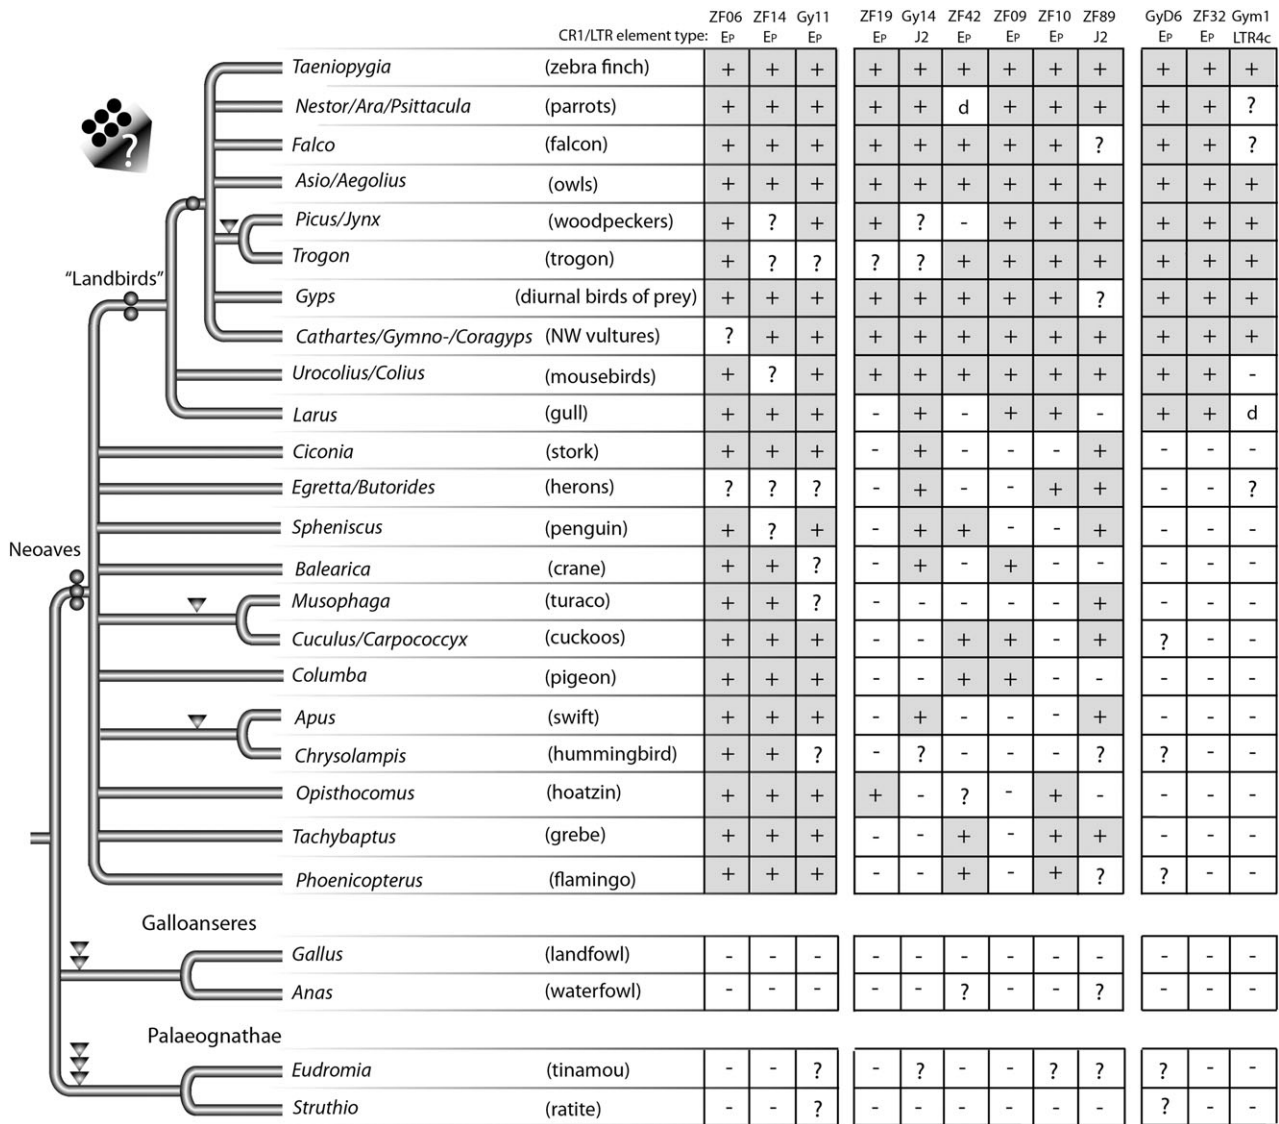 ZF06 ZF14 Gy11 ZF19 Gy14 ZF42 ZF09 ZF10 ZF89 GyD6 ZF32 Gym1
CR1/LTR element type: EP EP EP EP J2 EP EP EP J2 EP EP LTR4c
Taeniopygia (zebra finch) + + + + + + + + + + + +
Nestor/Ara/Psittacula (parrots) + + + + + d + + + + + ?
?
Falco (falcon) + + + + + + + + ? + + ?
Asio/Aegolius (owls) + + + + + + + + + + + +
Picus/Jynx (woodpeckers) + ? + + ? - + + + + + +
Trogon (trogon) + ? ? ? ? + + + + + + +
"Landbirds"
Gyps (diurnal birds of prey) + + + + + + + + ? + + +
Cathartes/Gymno-/Coragyps (NW vultures) ? + + + + + + + + + + +
Urocolius/Colius (mousebirds) + ? + + + + + + + + + -
Larus (gull) + + + - + - + + - + + d
Ciconia (stork) + + + - + - - - + - - -
Egretta/Butorides (herons) ? ? ? - + - - + + - - ?
Spheniscus (penguin) + ? + - + + - - + - - -
Neoaves
Balearica (crane) + + ? - + - + - - - - -
Musophaga (turaco) + + ? - - - - - + - - -
Cuculus/Carpococcyx (cuckoos) + + + - - + + - + ? - -
Columba (pigeon) + + + - - + + - - - - -
Apus (swift) + + + - + - - - + - - -
Chrysolampis (hummingbird) + + ? - ? - - - ? ? - -
Opisthocomus (hoatzin) + + + + - ? - + - - - -
Tachybaptus (grebe) + + + - - + - + + - - -
Phoenicopterus (flamingo) + + + - - + - + ? ? - -
Galloanseres
Gallus (landfowl) - - - - - - - - - - - -
Anas (waterfowl) - - - - - ? - - ? - - -
Palaeognathae
Eudromia (tinamou) - - ? - ? - - ? ? ? - -
Struthio (ratite) - - ? - - - - - - ? - -